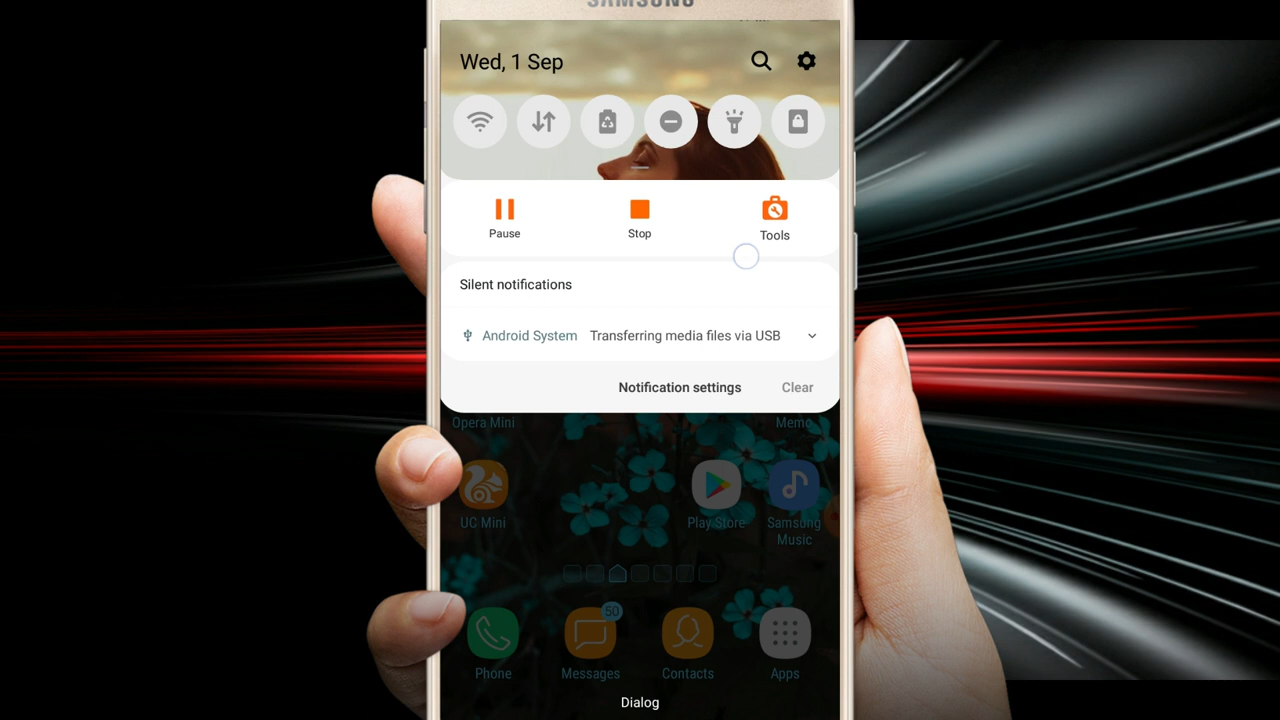 SAMSUNG
Wed, 1 Sep
Pause
Stop
Tools
Silent notifications
Android System Transferring media files via USB
Notification settings
Clear
Opera Mini
Memo
UC Mini
Play Store
Samsung
Music
50
Phone
Messages
Contacts
Apps
Dialog